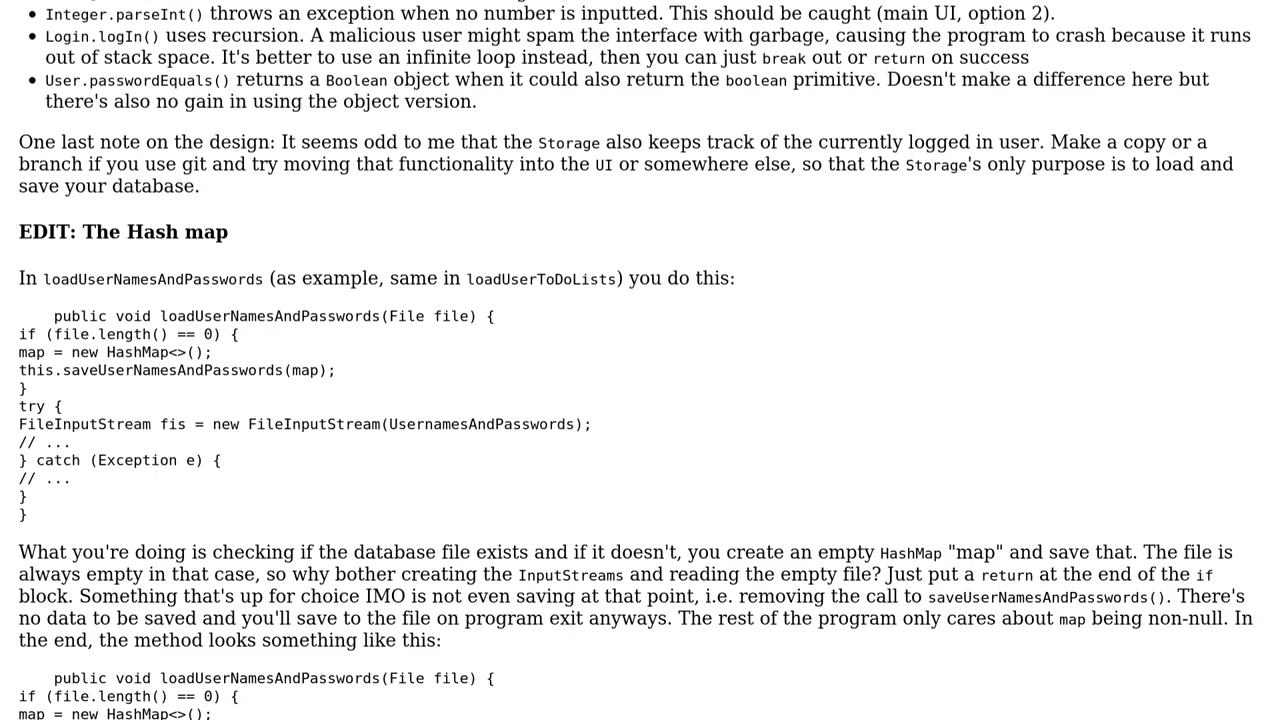 Integer.parseInt() throws an exception when no number is inputted. This should be caught (main UI, option 2).
Login.logIn() uses recursion. A malicious user might spam the interface with garbage, causing the program to crash because it runs
out of stack space. It's better to use an infinite loop instead, then you can just break out or return on success
User.passwordEquals() returns a Boolean object when it could also return the boolean primitive. Doesn't make a difference here but
there's also no gain in using the object version.
One last note on the design: It seems odd to me that the Storage also keeps track of the currently logged in user. Make a copy or a
branch if you use git and try moving that functionality into the UI or somewhere else, so that the Storage's only purpose is to load and
save your database.
EDIT: The Hash map
In loadUserNamesAndPasswords (as example, same in loadUserToDoLists) you do this:
public void loadUserNamesAndPasswords(File file) {
if (file.length() == 0) {
map = new HashMap<>();
this.saveUserNamesAndPasswords(map);
}
try {
FileInputStream fis = new FileInputStream(UsernamesAndPasswords);
// ...
} catch (Exception e) {
// ...
}
}
What you're doing is checking if the database file exists and if it doesn't, you create an empty HashMap "map" and save that. The file is
always empty in that case, so why bother creating the InputStreams and reading the empty file? Just put a return at the end of the if
block. Something that's up for choice IMO is not even saving at that point, i.e. removing the call to saveUserNamesAndPasswords(). There's
no data to be saved and you'll save to the file on program exit anyways. The rest of the program only cares about map being non-null. In
the end, the method looks something like this:
public void loadUserNamesAndPasswords(File file) {
if (file.length() == 0) {
map = new HashMap<>();